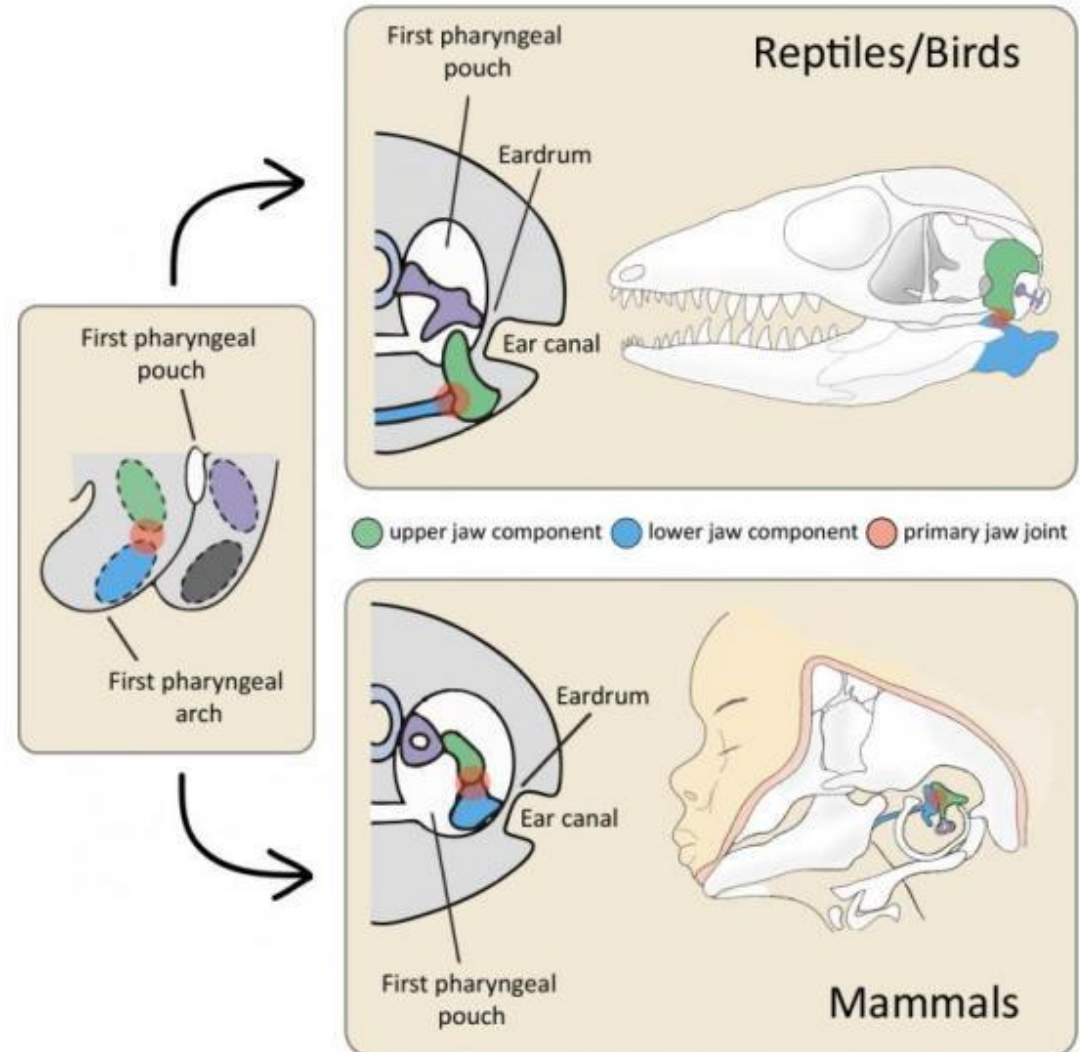 First pharyngeal
pouch
Reptiles/Birds
Eardrum
Ear canal
First pharyngeal
pouch
First pharyngeal
arch
upper jaw component
lower jaw component
primary jaw joint
Eardrum
Ear canal
First pharyngeal
pouch
Mammals